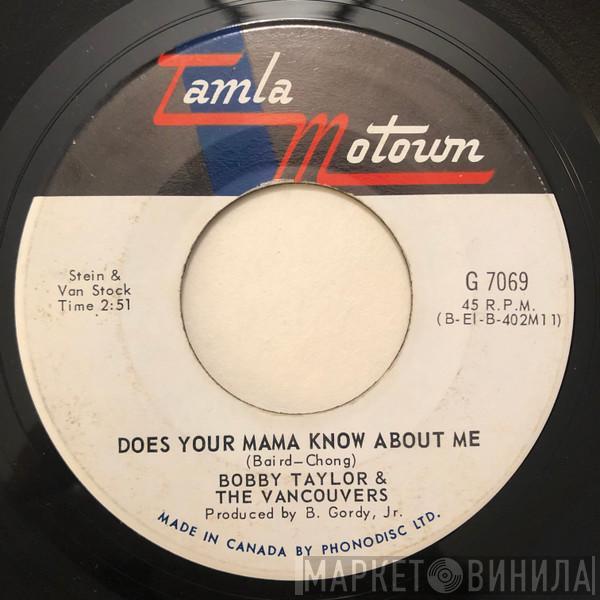 Tamla
Motown
Stein &
Van Stock
Time 2:51
G 7069
45 R.P.M.
(B-EI-B-402M11)
DOES YOUR MAMA KNOW ABOUT ME
(Baird-Chong)
BOBBY TAYLOR &
THE VANCOUVERS
Produced by B. Gordy, Jr.
MADE IN CANADA BY PHONODISC LTD.
МАРКЕТ ВИНИЛА